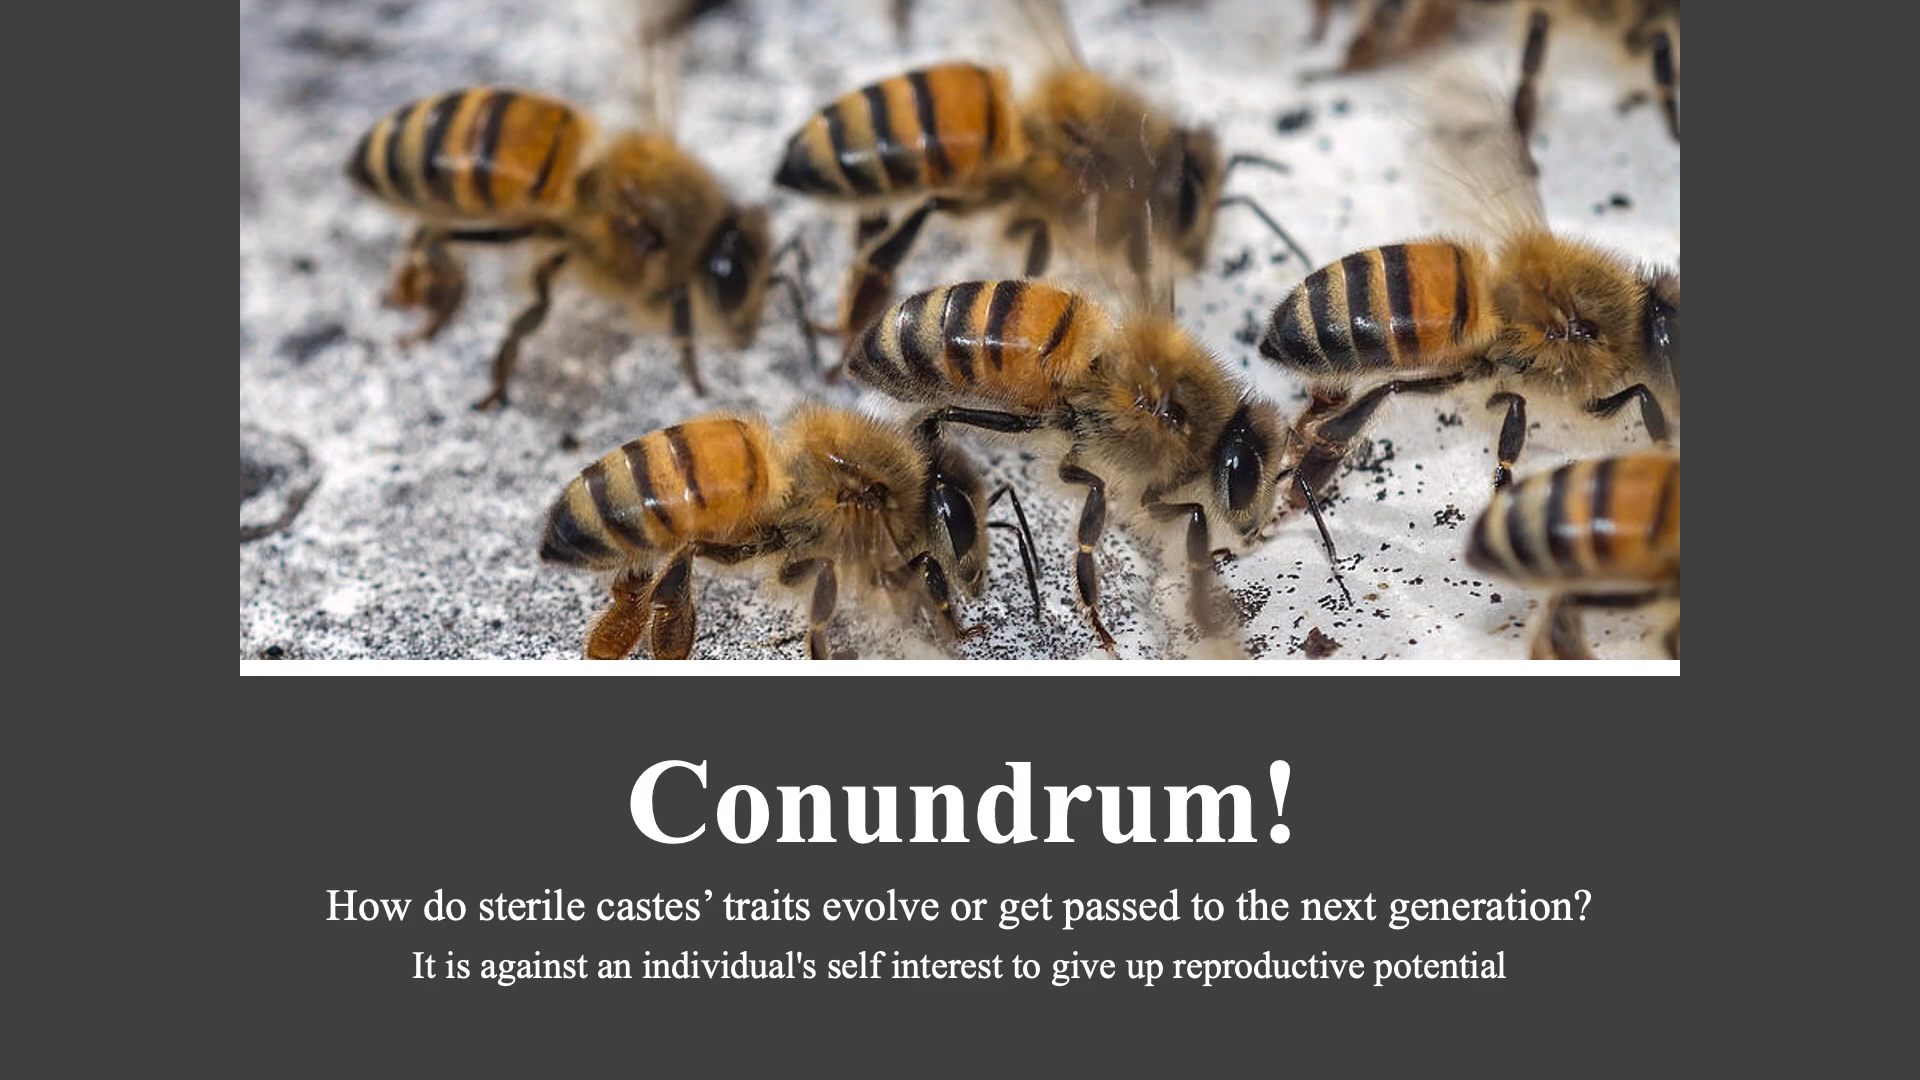 Conundrum!
How do sterile castes’ traits evolve or get passed to the next generation?
It is against an individual's self interest to give up reproductive potential